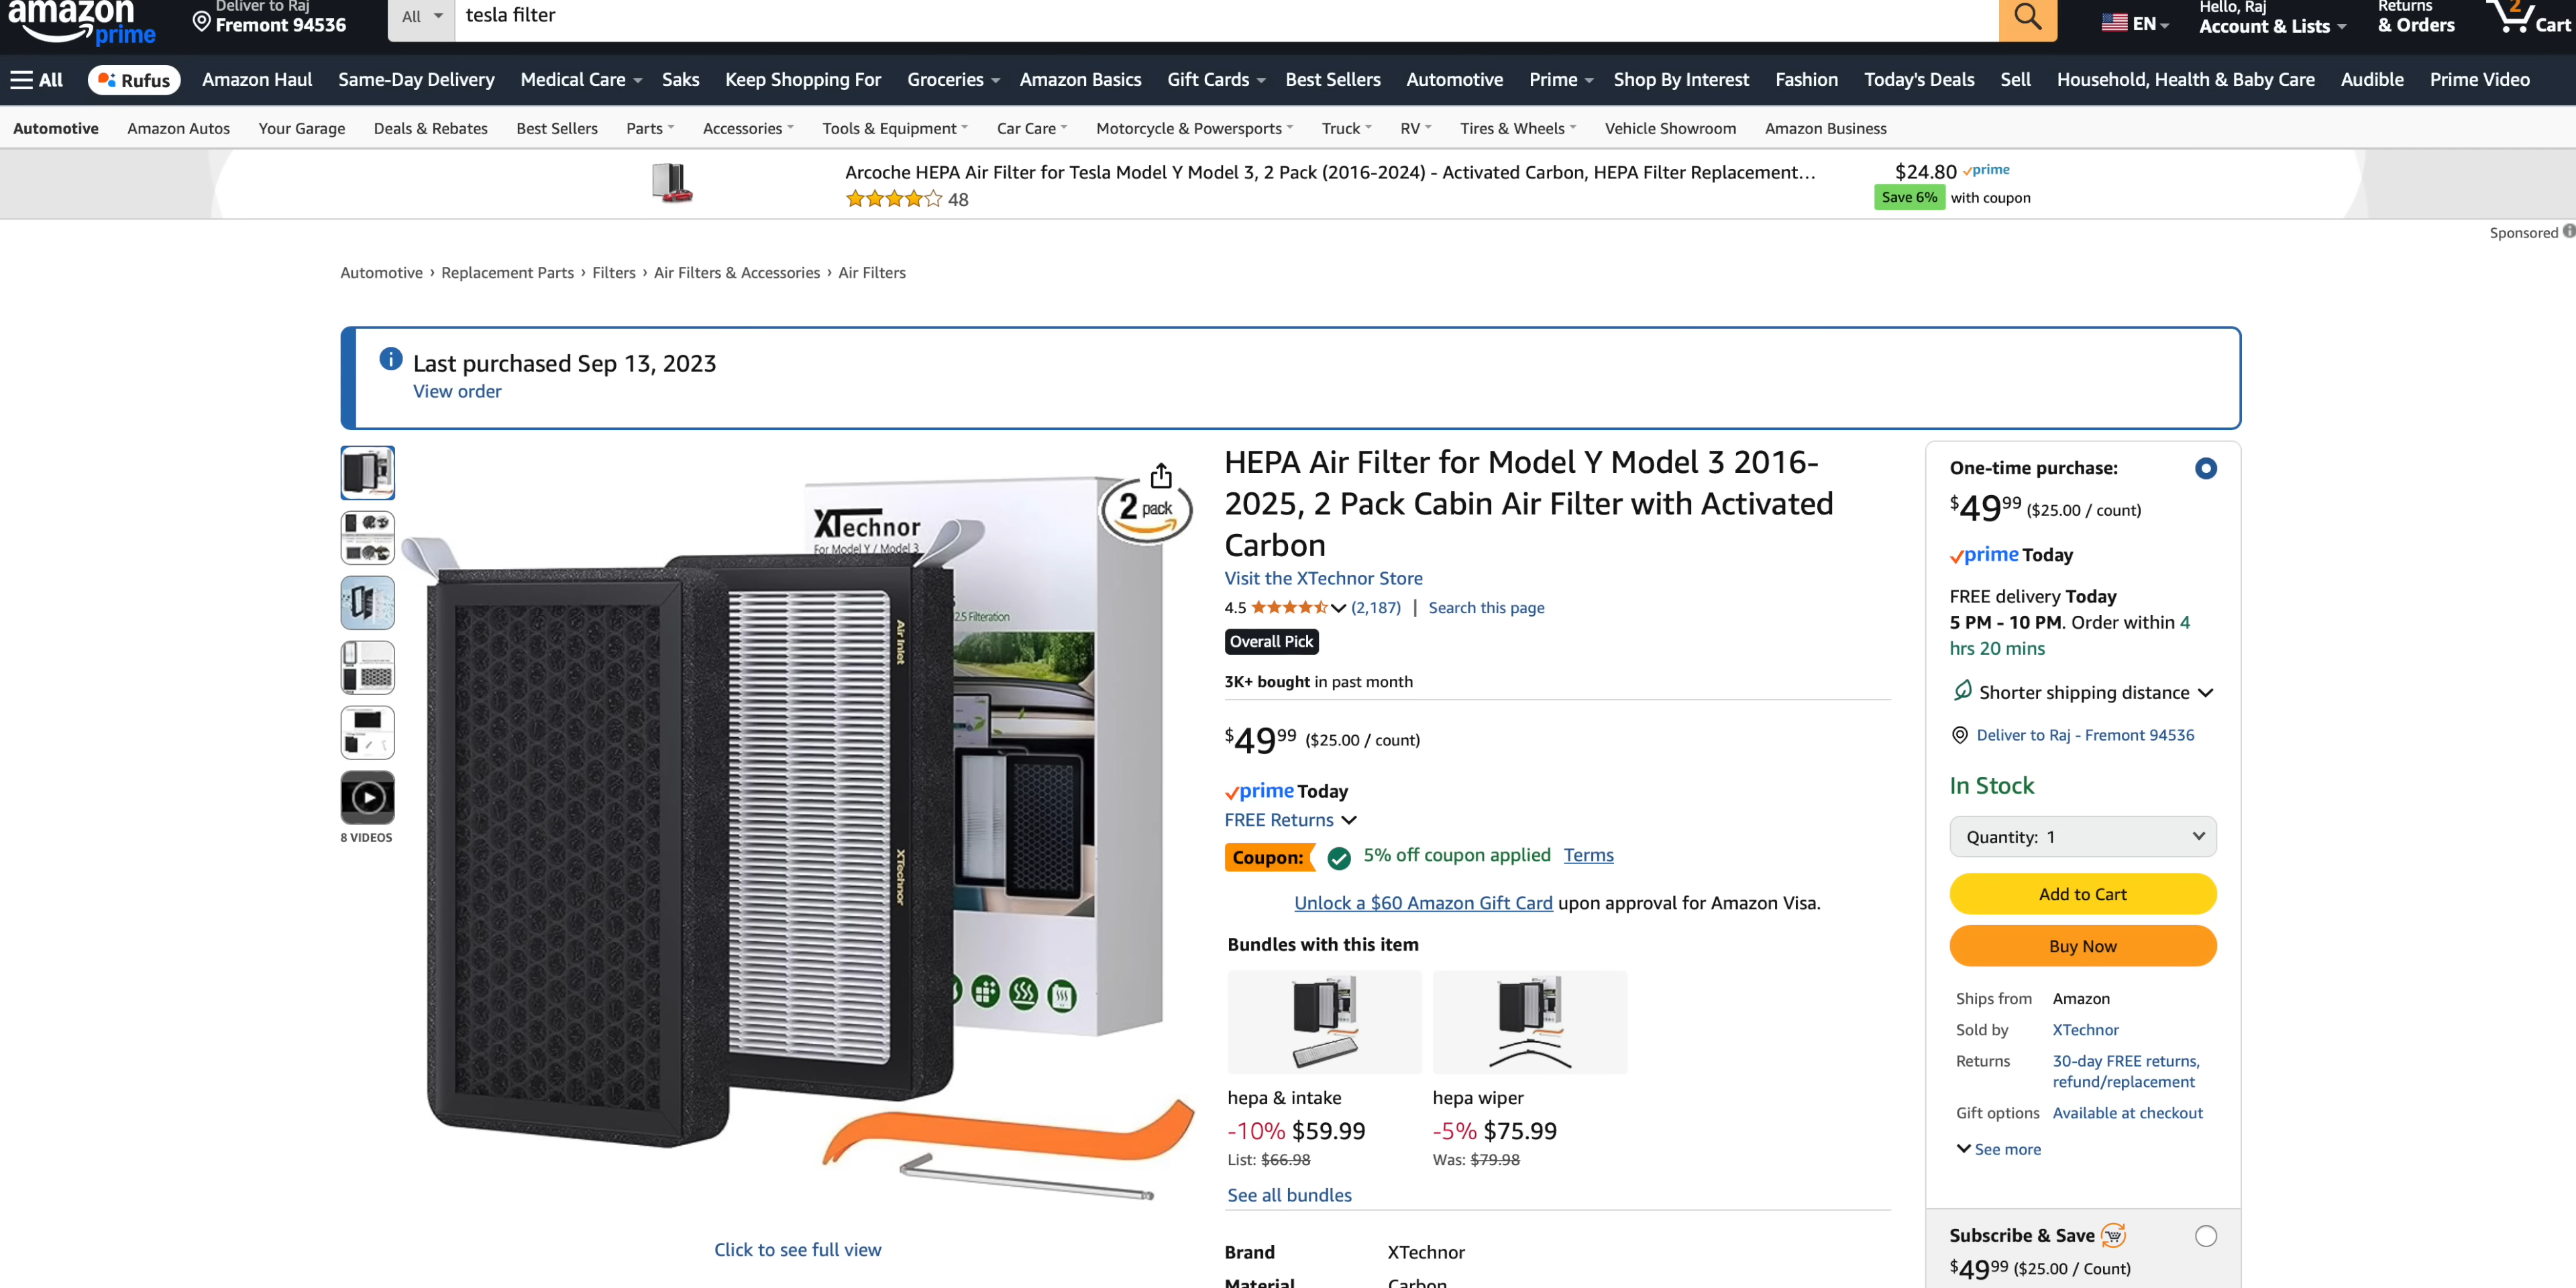 amazon
prime
Deliver to Raj
Fremont 94536
All
tesla filter
EN
Hello, Raj
Account & Lists
Returns
& Orders
2
Cart
All
Rufus
Amazon Haul
Same-Day Delivery
Medical Care
Saks
Keep Shopping For
Groceries
Amazon Basics
Gift Cards
Best Sellers
Automotive
Prime
Shop By Interest
Fashion
Today's Deals
Sell
Household, Health & Baby Care
Audible
Prime Video
Automotive
Amazon Autos
Your Garage
Deals & Rebates
Best Sellers
Parts
Accessories
Tools & Equipment
Car Care
Motorcycle & Powersports
Truck
RV
Tires & Wheels
Vehicle Showroom
Amazon Business
Arcoche HEPA Air Filter for Tesla Model Y Model 3, 2 Pack (2016-2024) - Activated Carbon, HEPA Filter Replacement…
48
$24.80 prime
Save 6% with coupon
Sponsored
Automotive › Replacement Parts › Filters › Air Filters & Accessories › Air Filters
Last purchased Sep 13, 2023
View order
8 VIDEOS
2 pack
XTechnor
For Model Y / Model 3
2.5 Filteration
Air Inlet
XTechnor
Click to see full view
HEPA Air Filter for Model Y Model 3 2016-
2025, 2 Pack Cabin Air Filter with Activated
Carbon
Visit the XTechnor Store
4.5 (2,187) | Search this page
Overall Pick
3K+ bought in past month
$4999 ($25.00 / count)
prime Today
FREE Returns
Coupon: 5% off coupon applied Terms
Unlock a $60 Amazon Gift Card upon approval for Amazon Visa.
Bundles with this item
hepa & intake
-10% $59.99
List: $66.98
hepa wiper
-5% $75.99
Was: $79.98
See all bundles
Brand XTechnor
Material Carbon
One-time purchase:
$4999 ($25.00 / count)
prime Today
FREE delivery Today
5 PM - 10 PM. Order within 4
hrs 20 mins
Shorter shipping distance
Deliver to Raj - Fremont 94536
In Stock
Quantity: 1
Add to Cart
Buy Now
Ships from Amazon
Sold by XTechnor
Returns 30-day FREE returns,
refund/replacement
Gift options Available at checkout
See more
Subscribe & Save
$4999 ($25.00 / Count)